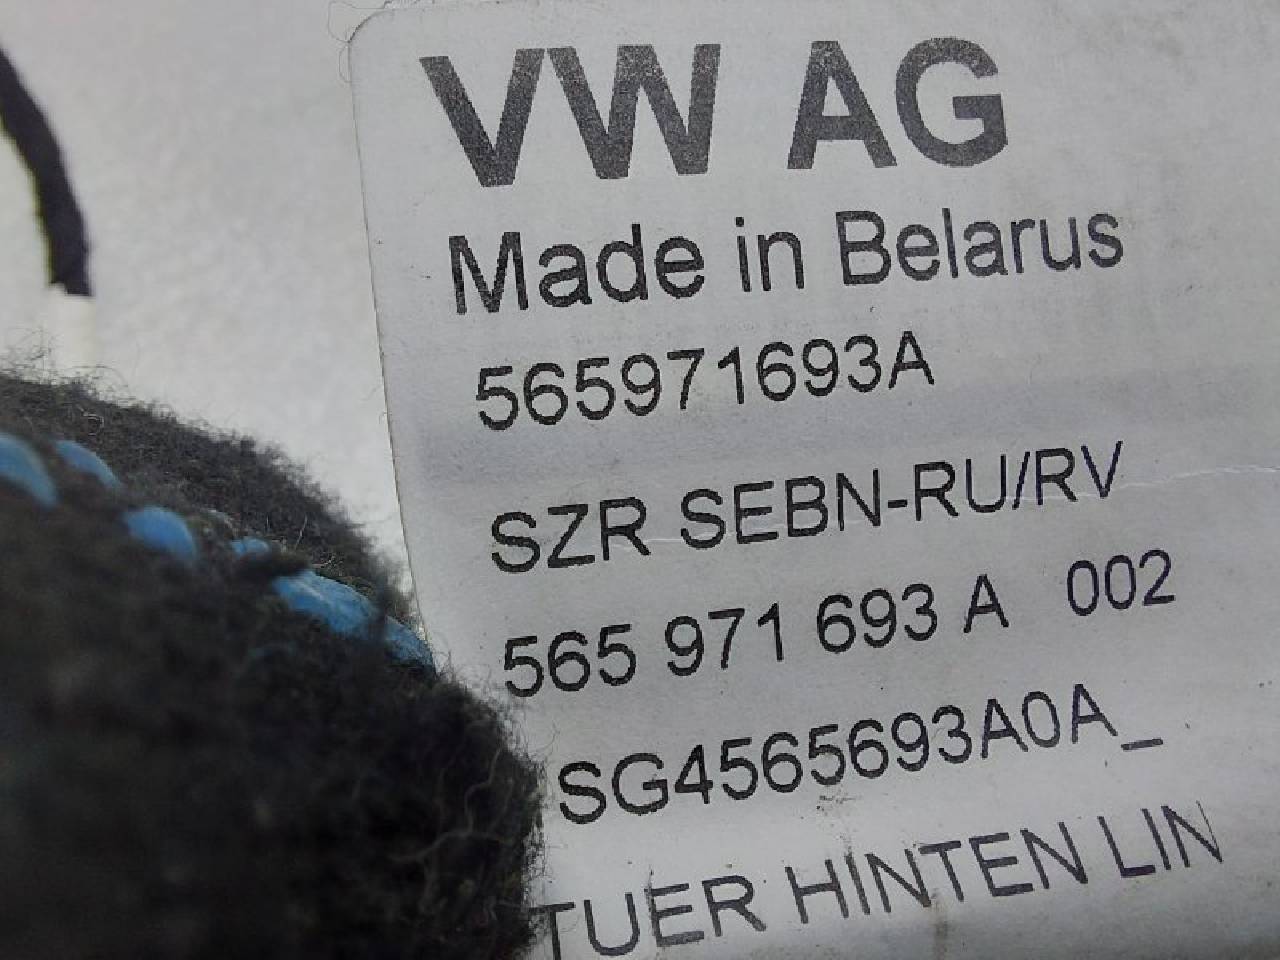 VW AG
Made in Belarus
565971693A
SZR SEBN-RU/RV
565 971 693 A 002
SG4565693A0A_
TUER HINTEN LIN